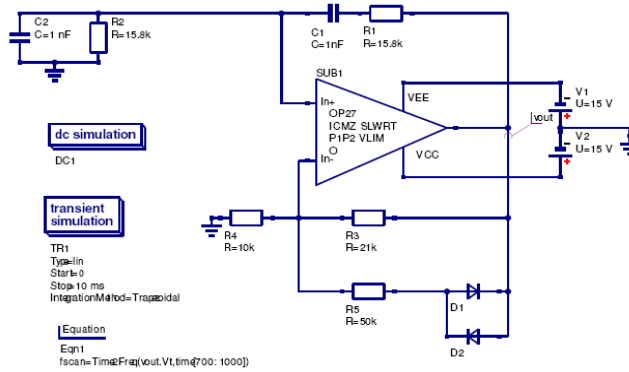 C2
C=1 nF
R2
R=15.8k
C1
C=1nF
R1
R=15.8k
SUB1
In+
OP27
ICMZ SLWRT
P1P2 VLIM
O
In-
VEE
VCC
vout
V1
U=15 V
V2
U=15 V
dc simulation
DC1
transient
simulation
TR1
Type=lin
Start=0
Stop=10 ms
IntegrationMethod=Trapezoidal
R4
R=10k
R3
R=21k
R5
R=50k
D1
D2
Equation
Eqn1
fscan=Time2Freq(vout.Vt,time[700:1000])